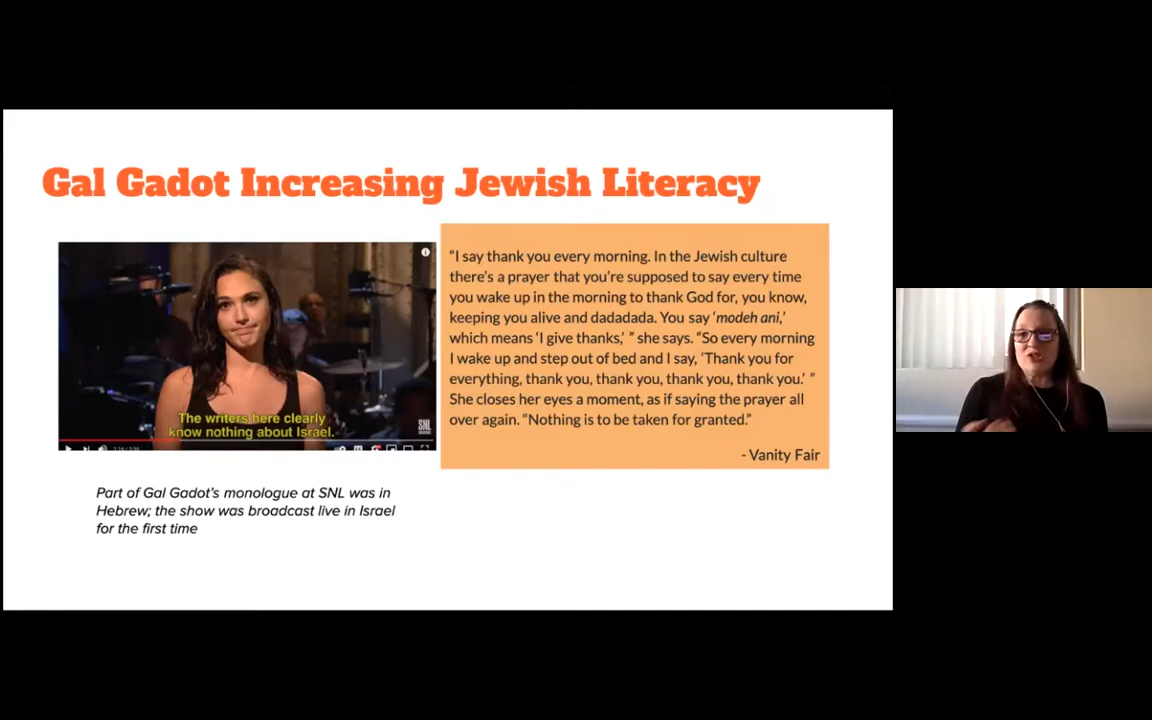 Gal Gadot Increasing Jewish Literacy
The writers here clearly
know nothing about Israel.
SNL
“I say thank you every morning. In the Jewish culture
there’s a prayer that you’re supposed to say every time
you wake up in the morning to thank God for, you know,
keeping you alive and dadadada. You say ‘modeh ani,’
which means ‘I give thanks,’ ” she says. “So every morning
I wake up and step out of bed and I say, ‘Thank you for
everything, thank you, thank you, thank you, thank you.’ ”
She closes her eyes a moment, as if saying the prayer all
over again. “Nothing is to be taken for granted.”
- Vanity Fair
Part of Gal Gadot’s monologue at SNL was in
Hebrew; the show was broadcast live in Israel
for the first time